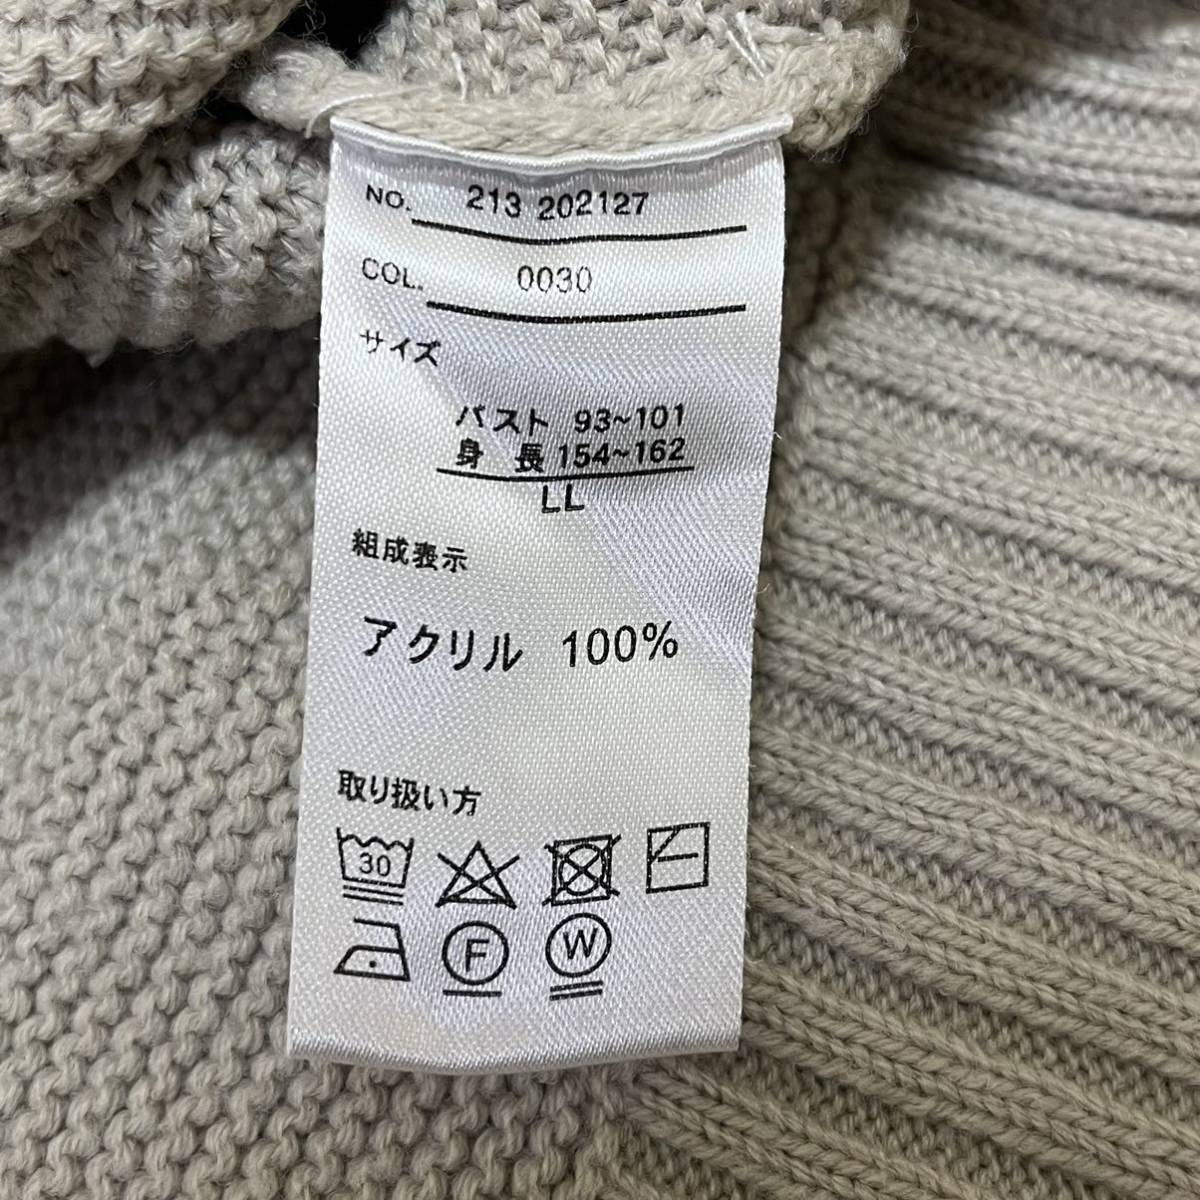 NO. 213 202127
COL. 0030
サイズ
バスト 93~101
身 長 154~162
LL
組成表示
アクリル 100%
取り扱い方
30
F W